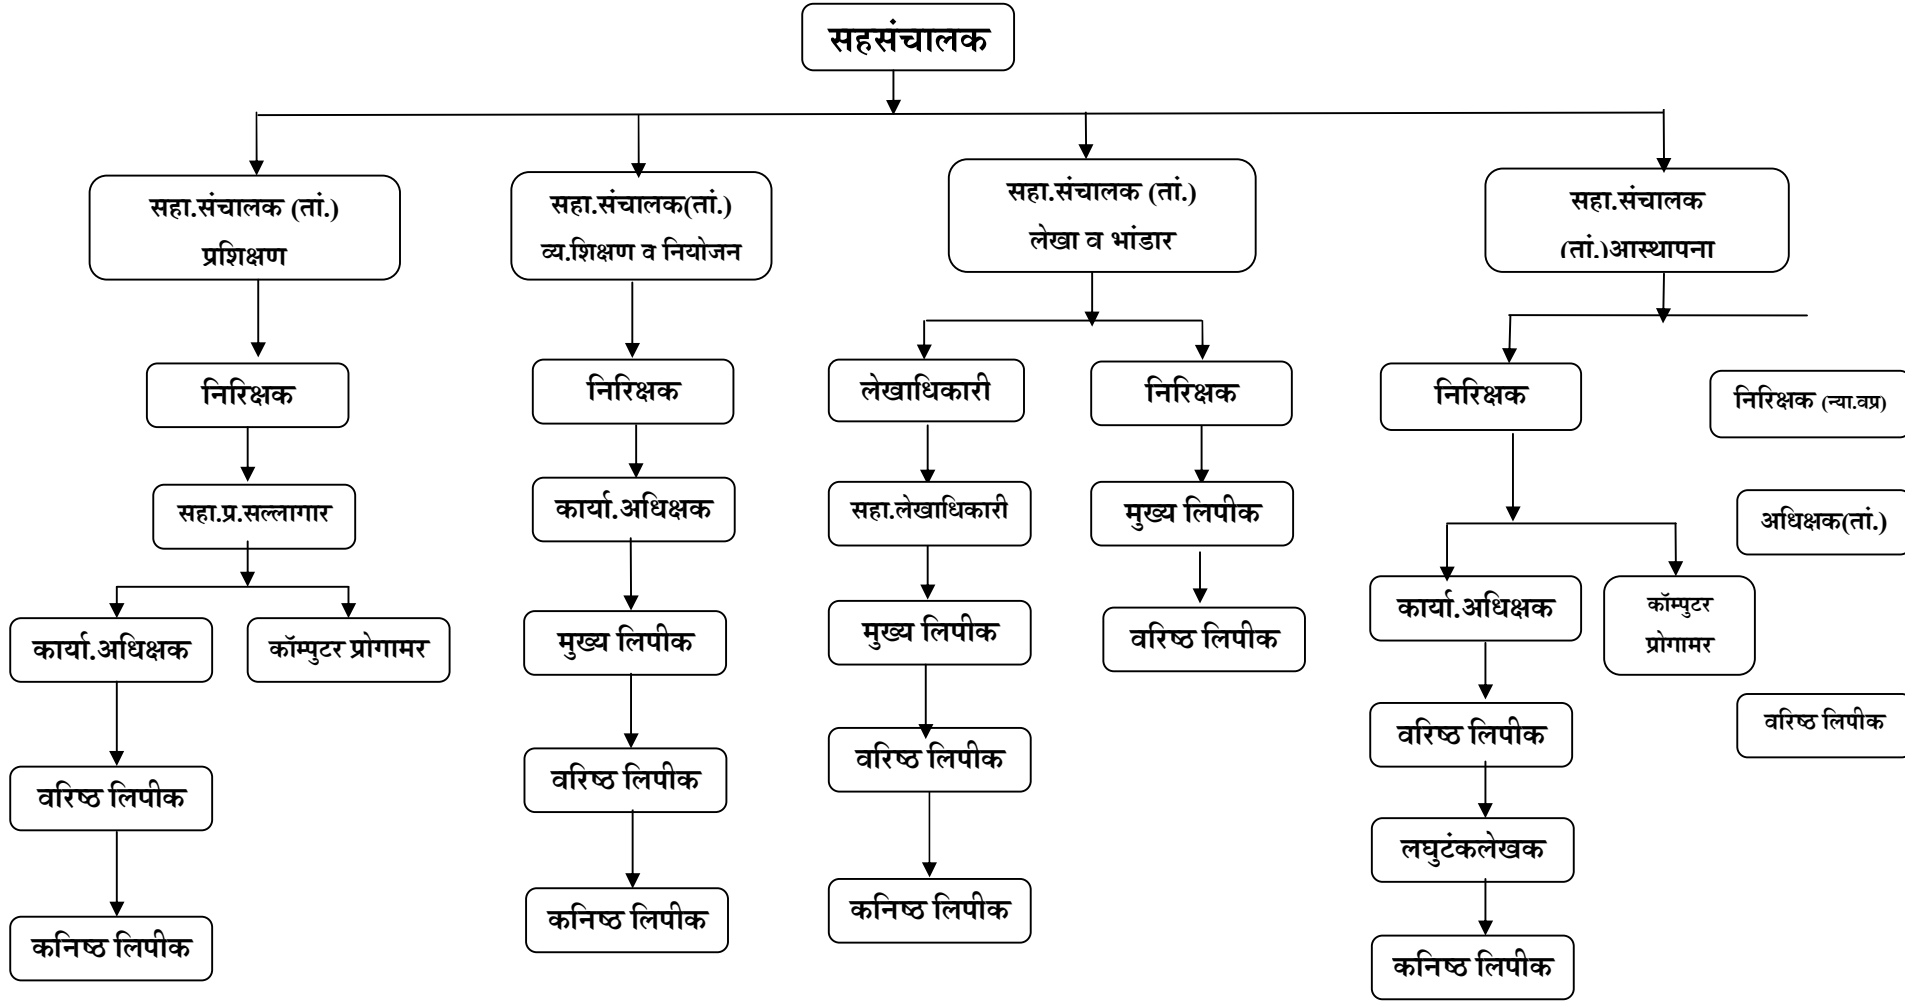 सहसंचालक
सहा.संचालक (तां.)
प्रशिक्षण
सहा.संचालक(तां.)
व्य.शिक्षण व नियोजन
सहा.संचालक (तां.)
लेखा व भांडार
सहा.संचालक
(तां.)आस्थापना
निरिक्षक
निरिक्षक
लेखाधिकारी
निरिक्षक
निरिक्षक
निरिक्षक (न्या.वप्र)
सहा.प्र.सल्लागार
कार्या.अधिक्षक
सहा.लेखाधिकारी
मुख्य लिपीक
अधिक्षक(तां.)
कार्या.अधिक्षक
कॉम्पुटर प्रोगामर
मुख्य लिपीक
मुख्य लिपीक
वरिष्ठ लिपीक
कार्या.अधिक्षक
कॉम्पुटर
प्रोगामर
वरिष्ठ लिपीक
वरिष्ठ लिपीक
वरिष्ठ लिपीक
वरिष्ठ लिपीक
वरिष्ठ लिपीक
लघुटंकलेखक
कनिष्ठ लिपीक
कनिष्ठ लिपीक
कनिष्ठ लिपीक
कनिष्ठ लिपीक